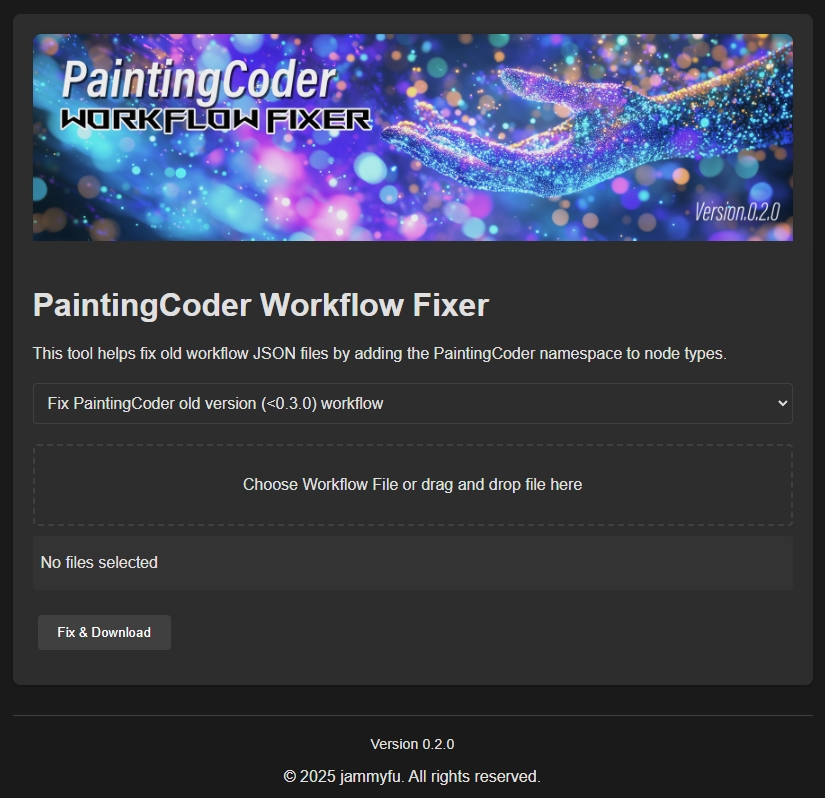 PaintingCoder
WORKFLOW FIXER
Version.0.2.0
PaintingCoder Workflow Fixer
This tool helps fix old workflow JSON files by adding the PaintingCoder namespace to node types.
Fix PaintingCoder old version (<0.3.0) workflow
Choose Workflow File or drag and drop file here
No files selected
Fix & Download
Version 0.2.0
© 2025 jammyfu. All rights reserved.